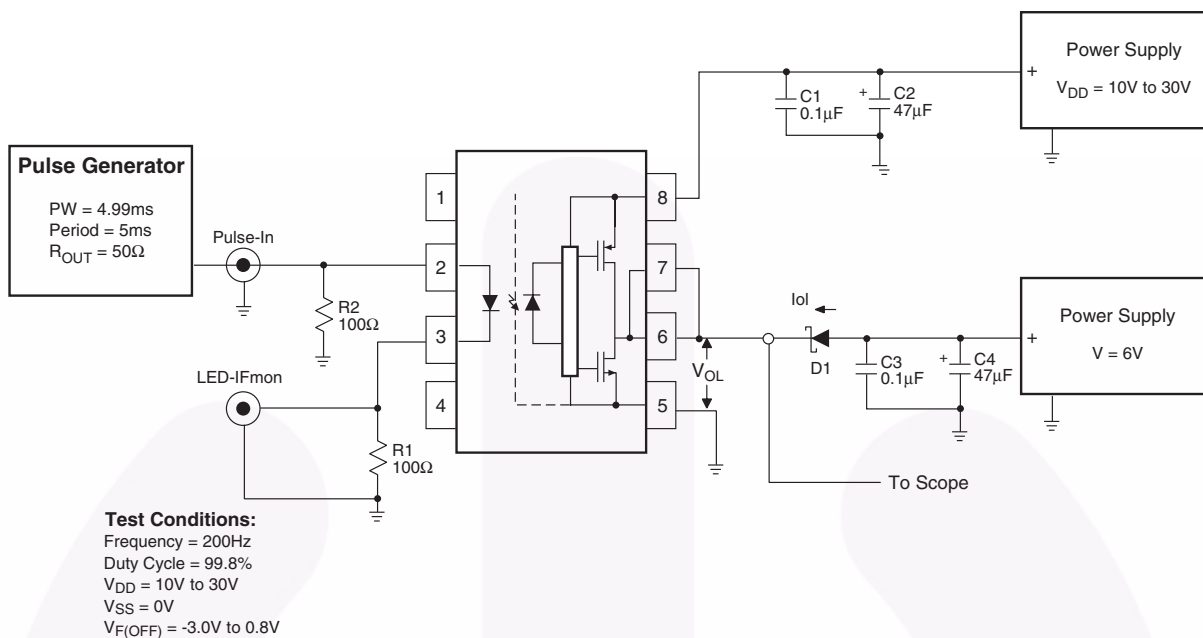 Power Supply
+
V_DD = 10V to 30V
C1
0.1µF
+
C2
47µF
Pulse Generator
PW = 4.99ms
Period = 5ms
R_OUT = 50Ω
Pulse-In
R2
100Ω
LED-IFmon
R1
100Ω
1
2
3
4
8
7
6
5
V_OL
Iol
D1
C3
0.1µF
+
C4
47µF
Power Supply
+
V = 6V
To Scope
Test Conditions:
Frequency = 200Hz
Duty Cycle = 99.8%
V_DD = 10V to 30V
V_SS = 0V
V_F(OFF) = -3.0V to 0.8V